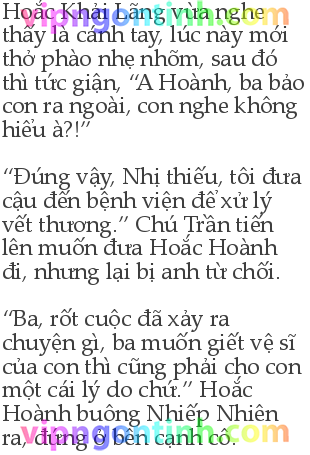 Hoắc Khải Lãng vừa nghe
vipngontinh.com
thấy là cánh tay, lúc này mới
thở phào nhẹ nhõm, sau đó
thì tức giận, “A Hoành, ba bảo
con ra ngoài, con nghe không
hiểu à?!”
“Đúng vậy, Nhị thiếu, tôi đưa
cậu đến bệnh viện để xử lý
vết thương.” Chú Trần tiến
lên muốn đưa Hoắc Hoành
đi, nhưng lại bị anh từ chối.
“Ba, rốt cuộc đã xảy ra
chuyện gì, ba muốn giết vệ sĩ
của con thì cũng phải cho con
một cái lý do chứ.” Hoắc
Hoành buông Nhiếp Nhiên
ra, đứng ở bên cạnh cô.
vipngontinh.com